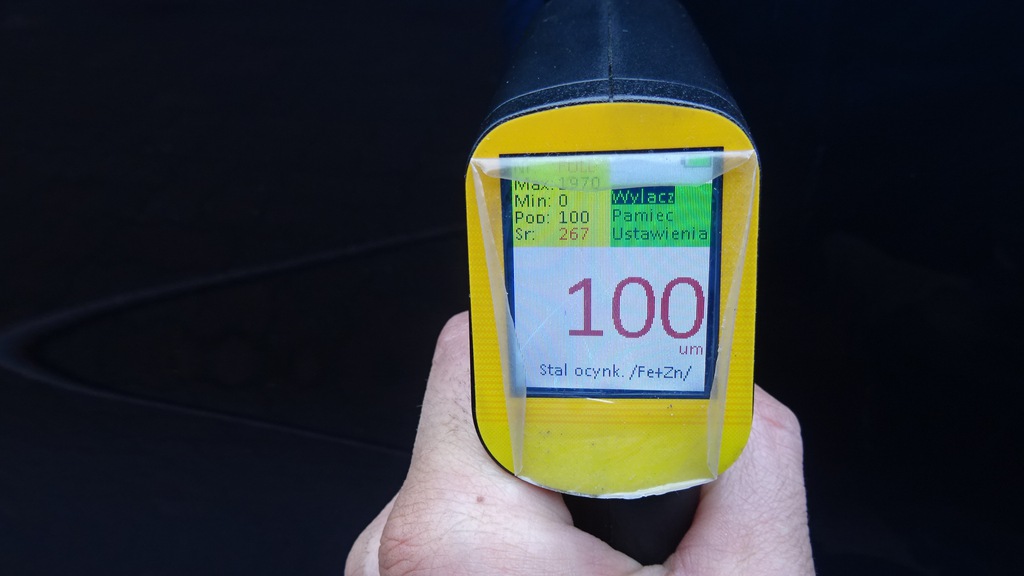 Max: 1970
Min: 0
Pop: 100
Sr: 267
Wylacz
Pamiec
Ustawienia
100
um
Stal ocynk. /Fe+Zn/